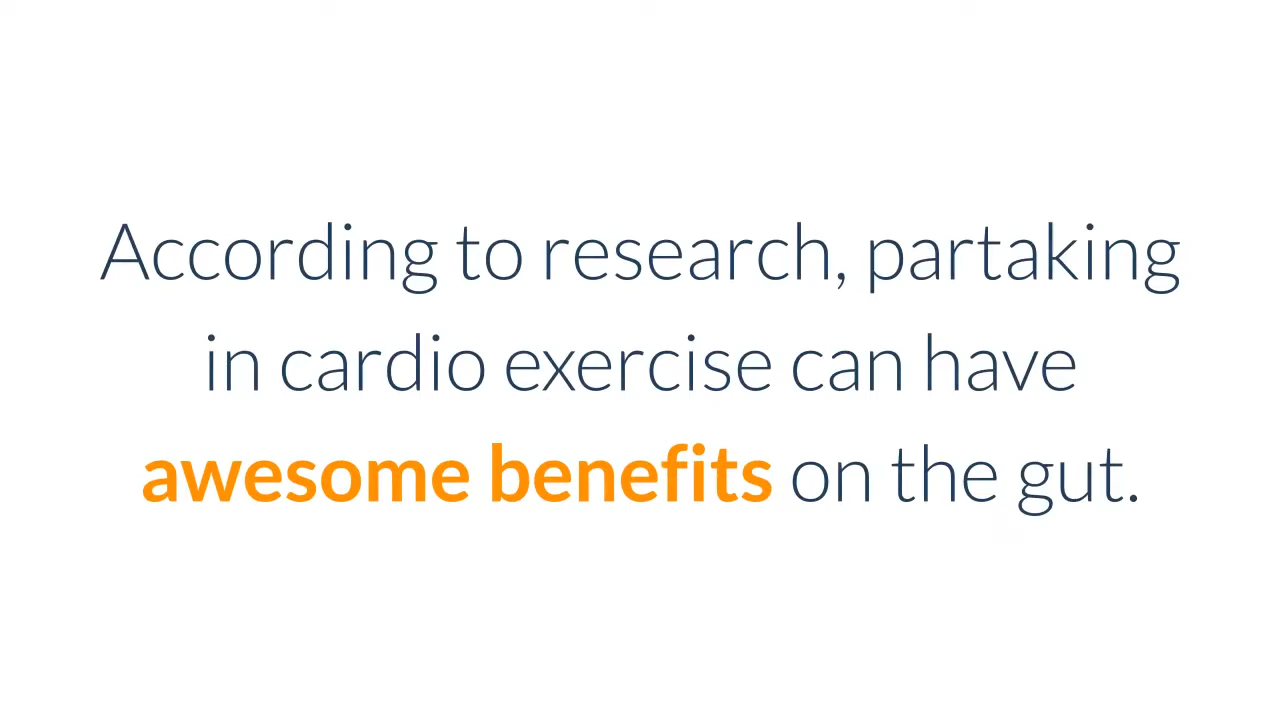 According to research, partaking
in cardio exercise can have
awesome benefits on the gut.